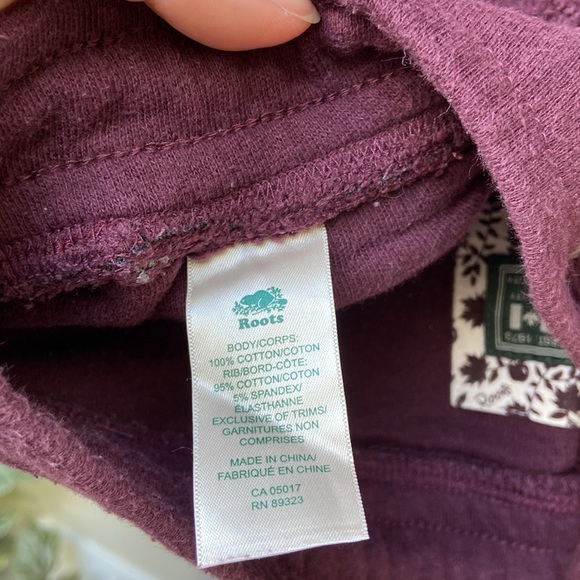 Roots
BODY/CORPS:
100% COTTON/COTON
RIB/BORD-CÔTE:
95% COTTON/COTON
5% SPANDEX/
ÉLASTHANNE
EXCLUSIVE OF TRIMS/
GARNITURES NON
COMPRISES
MADE IN CHINA/
FABRIQUÉ EN CHINE
CA 05017
RN 89323
Roots